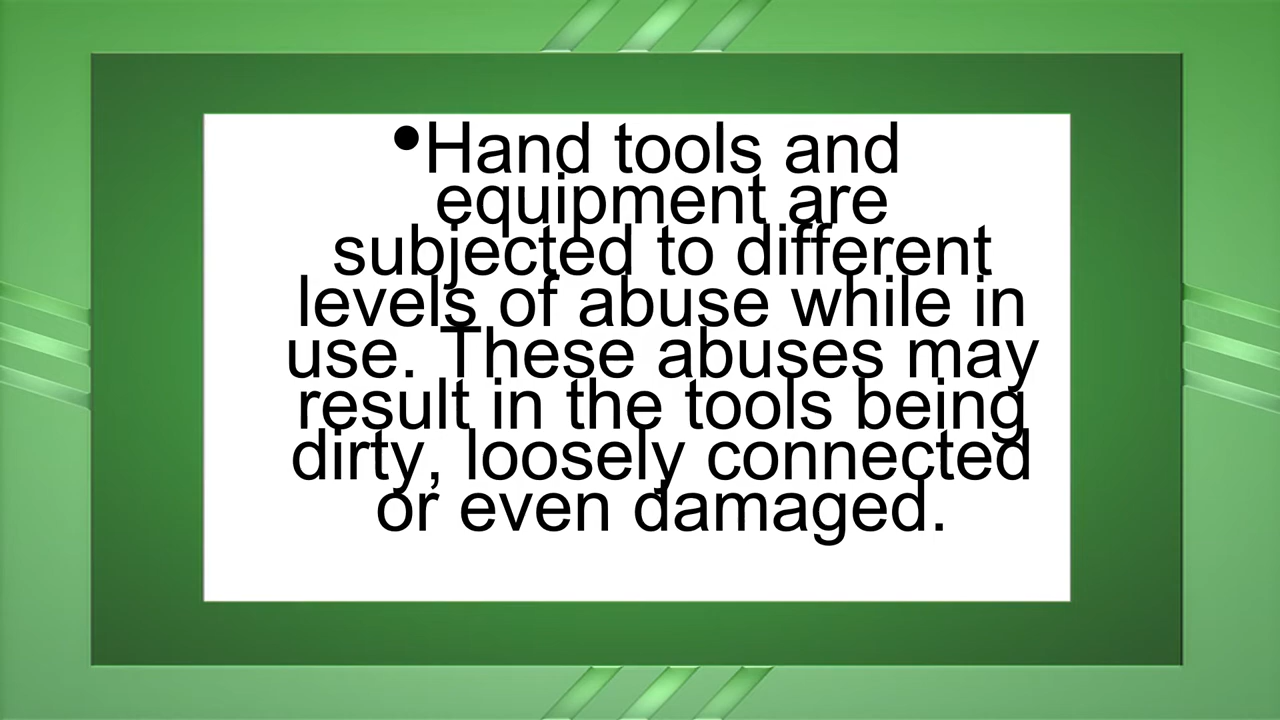 •Hand tools and
equipment are
subjected to different
levels of abuse while in
use. These abuses may
result in the tools being
dirty, loosely connected
or even damaged.